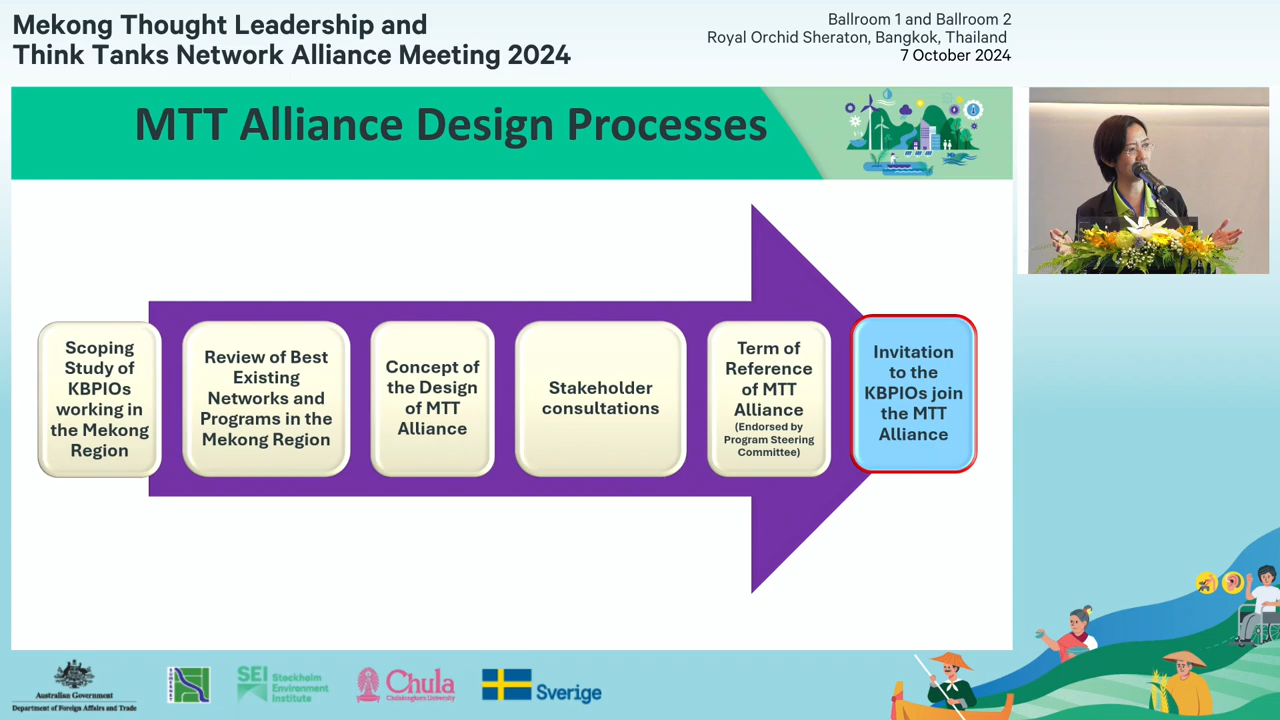 Mekong Thought Leadership and
Think Tanks Network Alliance Meeting 2024
Ballroom 1 and Ballroom 2
Royal Orchid Sheraton, Bangkok, Thailand
7 October 2024
MTT Alliance Design Processes
Scoping
Study of
KBPIOs
working in
the Mekong
Region
Review of Best
Existing
Networks and
Programs in the
Mekong Region
Concept of
the Design
of MTT
Alliance
Stakeholder
consultations
Term of
Reference
of MTT
Alliance
(Endorsed by
Program Steering
Committee)
Invitation
to the
KBPIOs join
the MTT
Alliance
Australian Government
Department of Foreign Affairs and Trade
SEI Stockholm
Environment
Institute
Chula
Chulalongkorn University
Sverige